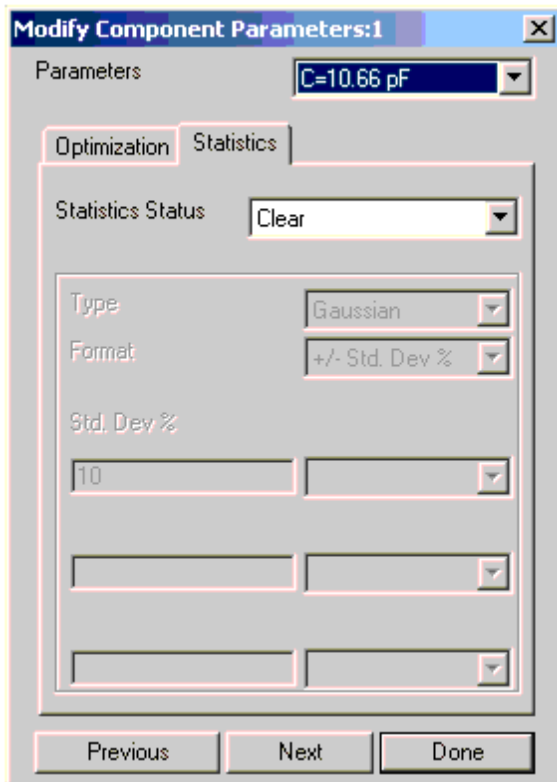 Modify Component Parameters:1
Parameters C=10.66 pF
Optimization Statistics
Statistics Status Clear
Type Gaussian
Format +/- Std. Dev %
Std. Dev %
10
Previous Next Done